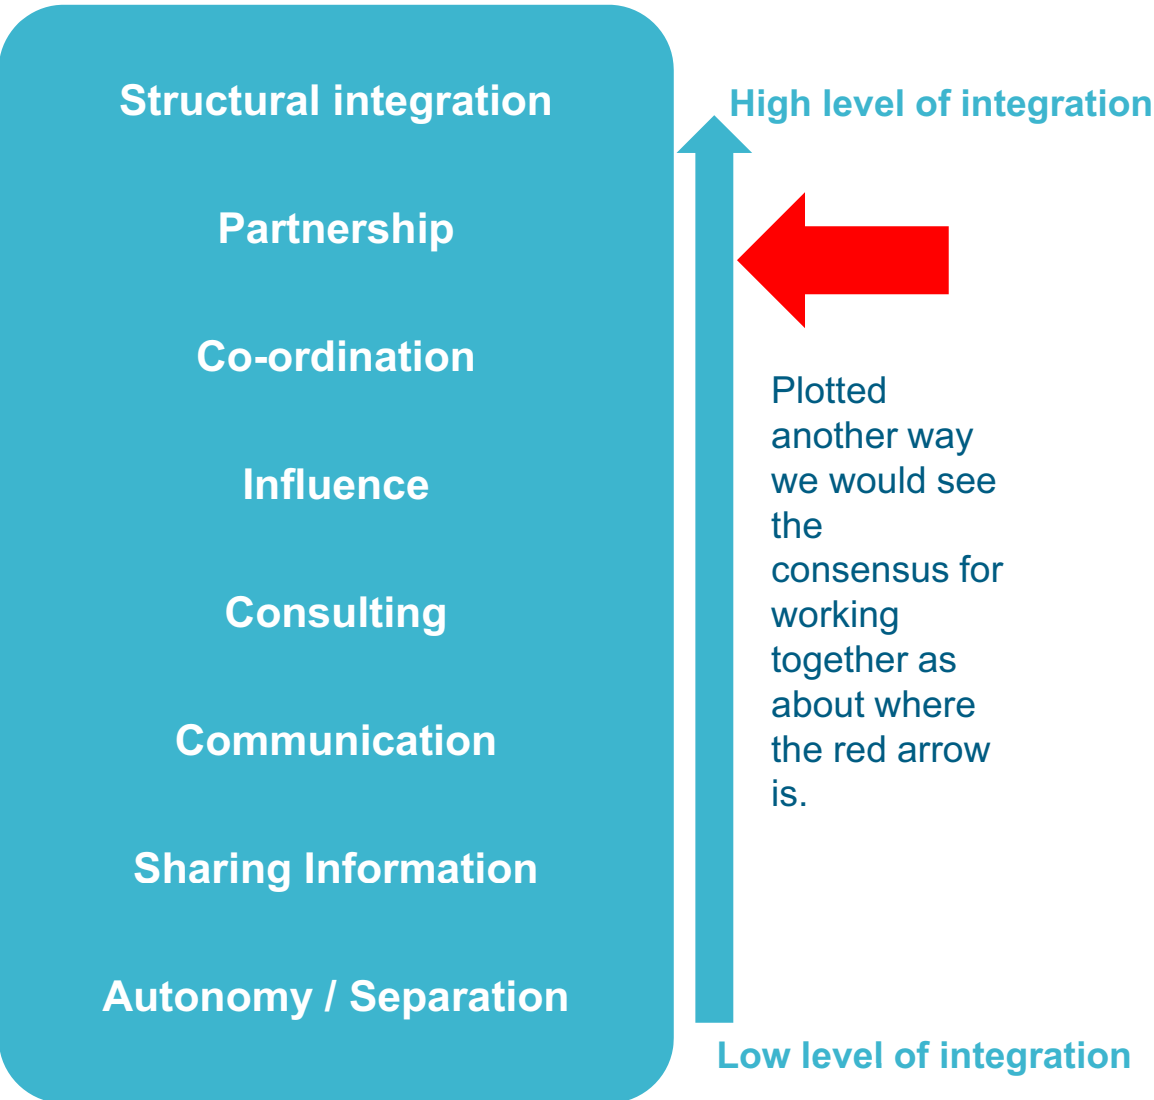 Structural integration
Partnership
Co-ordination
Influence
Consulting
Communication
Sharing Information
Autonomy / Separation
High level of integration
Plotted
another way
we would see
the
consensus for
working
together as
about where
the red arrow
is.
Low level of integration